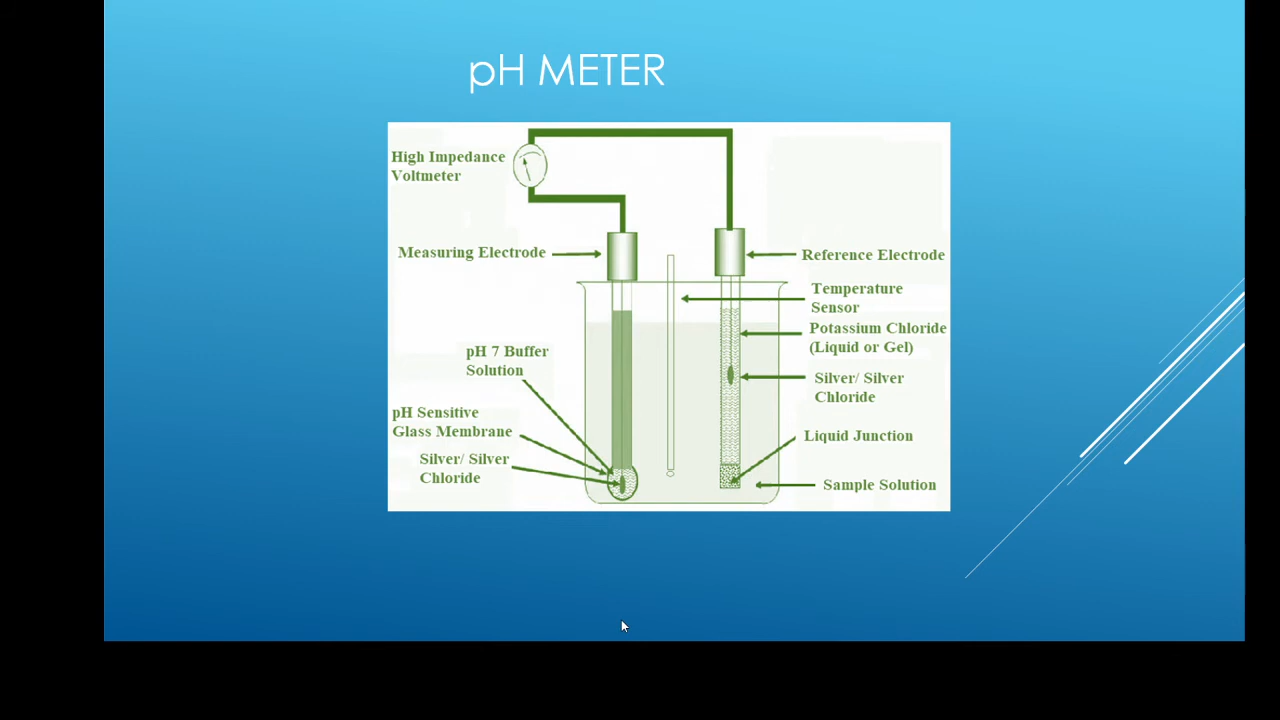 pH METER
High Impedance
Voltmeter
Measuring Electrode
Reference Electrode
Temperature
Sensor
Potassium Chloride
(Liquid or Gel)
pH 7 Buffer
Solution
Silver/ Silver
Chloride
pH Sensitive
Glass Membrane
Liquid Junction
Silver/ Silver
Chloride
Sample Solution